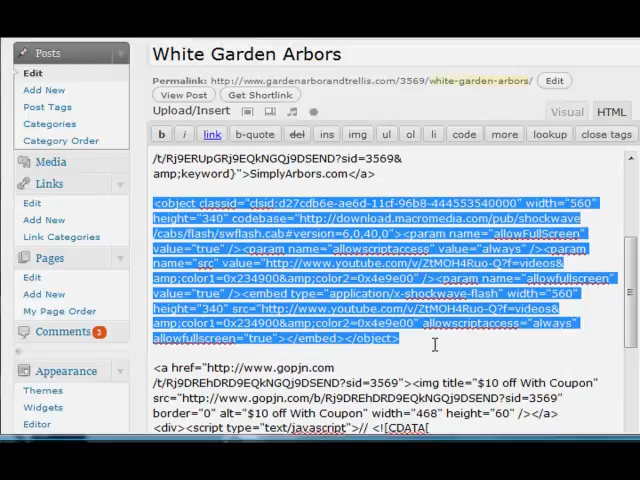 Posts
Edit
Add New
Post Tags
Categories
Category Order
Media
Links
Edit
Add New
Link Categories
Pages
Edit
Add New
My Page Order
Comments 3
Appearance
Themes
Widgets
Editor
White Garden Arbors
Permalink: http://www.gardenarborandtrellis.com/3569/white-garden-arbors/ Edit
View Post Get Shortlink
Upload/Insert
Visual HTML
b i link b-quote del ins img ul ol li code more lookup close tags
/t/Rj9ERUpGRj9EQkNGQj9DSEND?sid=3569&
amp;keyword}">SimplyArbors.com</a>
<object classid="clsid:d27cdb6e-ae6d-11cf-96b8-444553540000" width="560"
height="340" codebase="http://download.macromedia.com/pub/shockwave
/cabs/flash/swflash.cab#version=6,0,40,0"><param name="allowFullScreen"
value="true" /><param name="allowscriptaccess" value="always" /><param
name="src" value="http://www.youtube.com/v/ZtMOH4Ruo-Q?f=videos&
amp;color1=0x234900&amp;color2=0x4e9e00" /><param name="allowfullscreen"
value="true" /><embed type="application/x-shockwave-flash" width="560"
height="340" src="http://www.youtube.com/v/ZtMOH4Ruo-Q?f=videos&
amp;color1=0x234900&amp;color2=0x4e9e00" allowscriptaccess="always"
allowfullscreen="true"></embed></object>
<a href="http://www.gopjn.com
/t/Rj9DREhDRD9EQkNGQj9DSEND?sid=3569"><img title="$10 off With Coupon"
src="http://www.gopjn.com/b/Rj9DREhDRD9EQkNGQj9DSEND?sid=3569"
border="0" alt="$10 off With Coupon" width="468" height="60" /></a>
<div><script type="text/javascript">// <![CDATA[